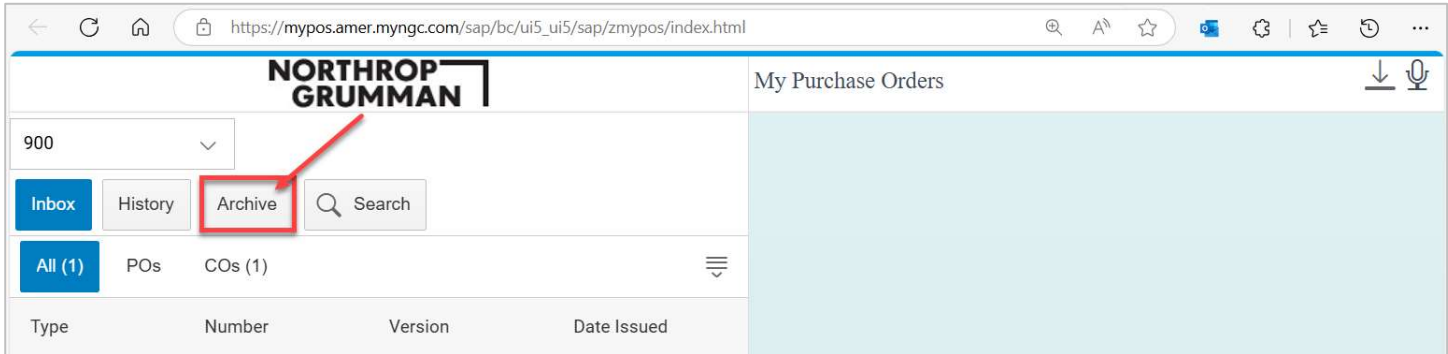 https://mypos.amer.myngc.com/sap/bc/ui5_ui5/sap/zmypos/index.html
NORTHROP
GRUMMAN
My Purchase Orders
900
Inbox History Archive Search
All (1) POs COs (1)
Type Number Version Date Issued